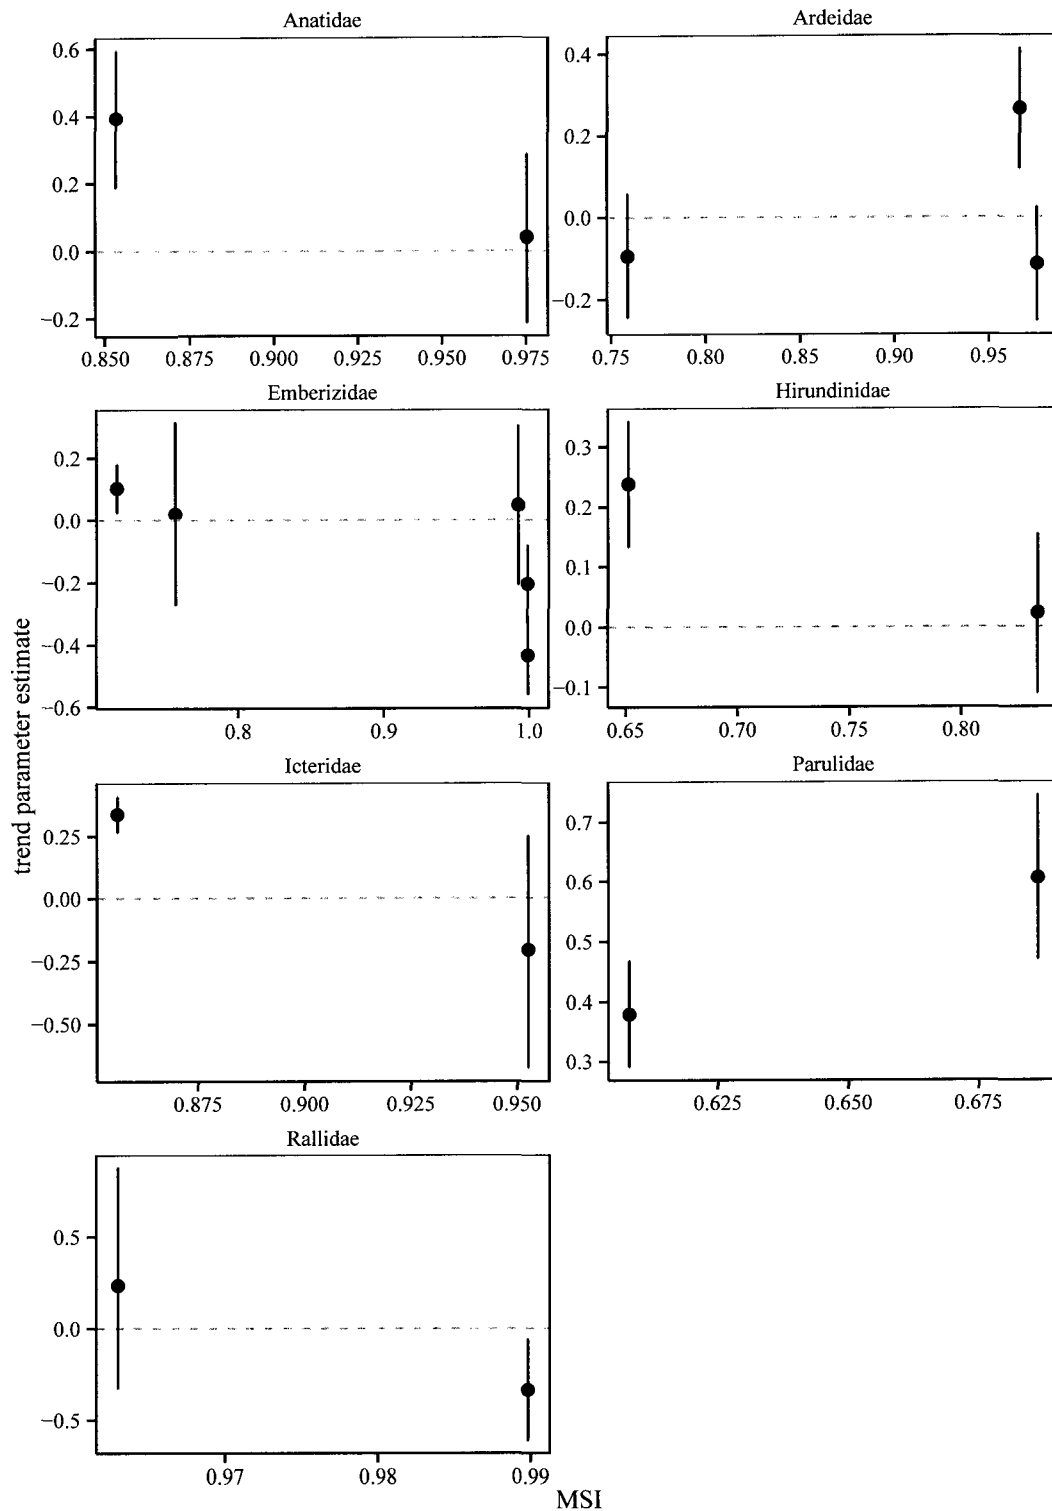 Anatidae
0.6
0.4
0.2
0.0
−0.2
0.850 0.875 0.900 0.925 0.950 0.975
Ardeidae
0.4
0.2
0.0
−0.2
0.75 0.80 0.85 0.90 0.95
Emberizidae
0.2
0.0
−0.2
−0.4
−0.6
0.8 0.9 1.0
Hirundinidae
0.3
0.2
0.1
0.0
−0.1
0.65 0.70 0.75 0.80
trend parameter estimate
Icteridae
0.25
0.00
−0.25
−0.50
0.875 0.900 0.925 0.950
Parulidae
0.7
0.6
0.5
0.4
0.3
0.625 0.650 0.675
Rallidae
0.5
0.0
−0.5
0.97 0.98 0.99
MSI